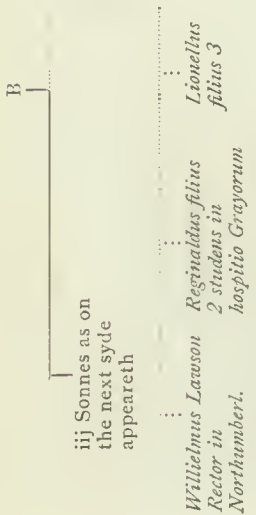 B
iij Sonnes as on
the next syde
appeareth
Willielmus Lawson
Rector in
Northumberl.
Reginaldus filius
2 studens in
hospitio Grayorum
Lionellus
filius 3